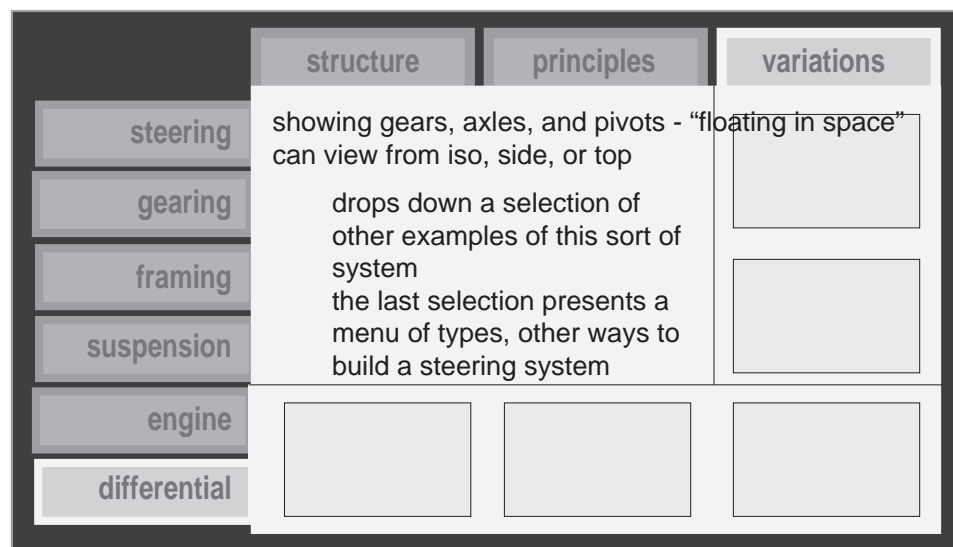 structure
principles
variations
steering
gearing
framing
suspension
engine
differential
showing gears, axles, and pivots - “floating in space”
can view from iso, side, or top
drops down a selection of
other examples of this sort of
system
the last selection presents a
menu of types, other ways to
build a steering system